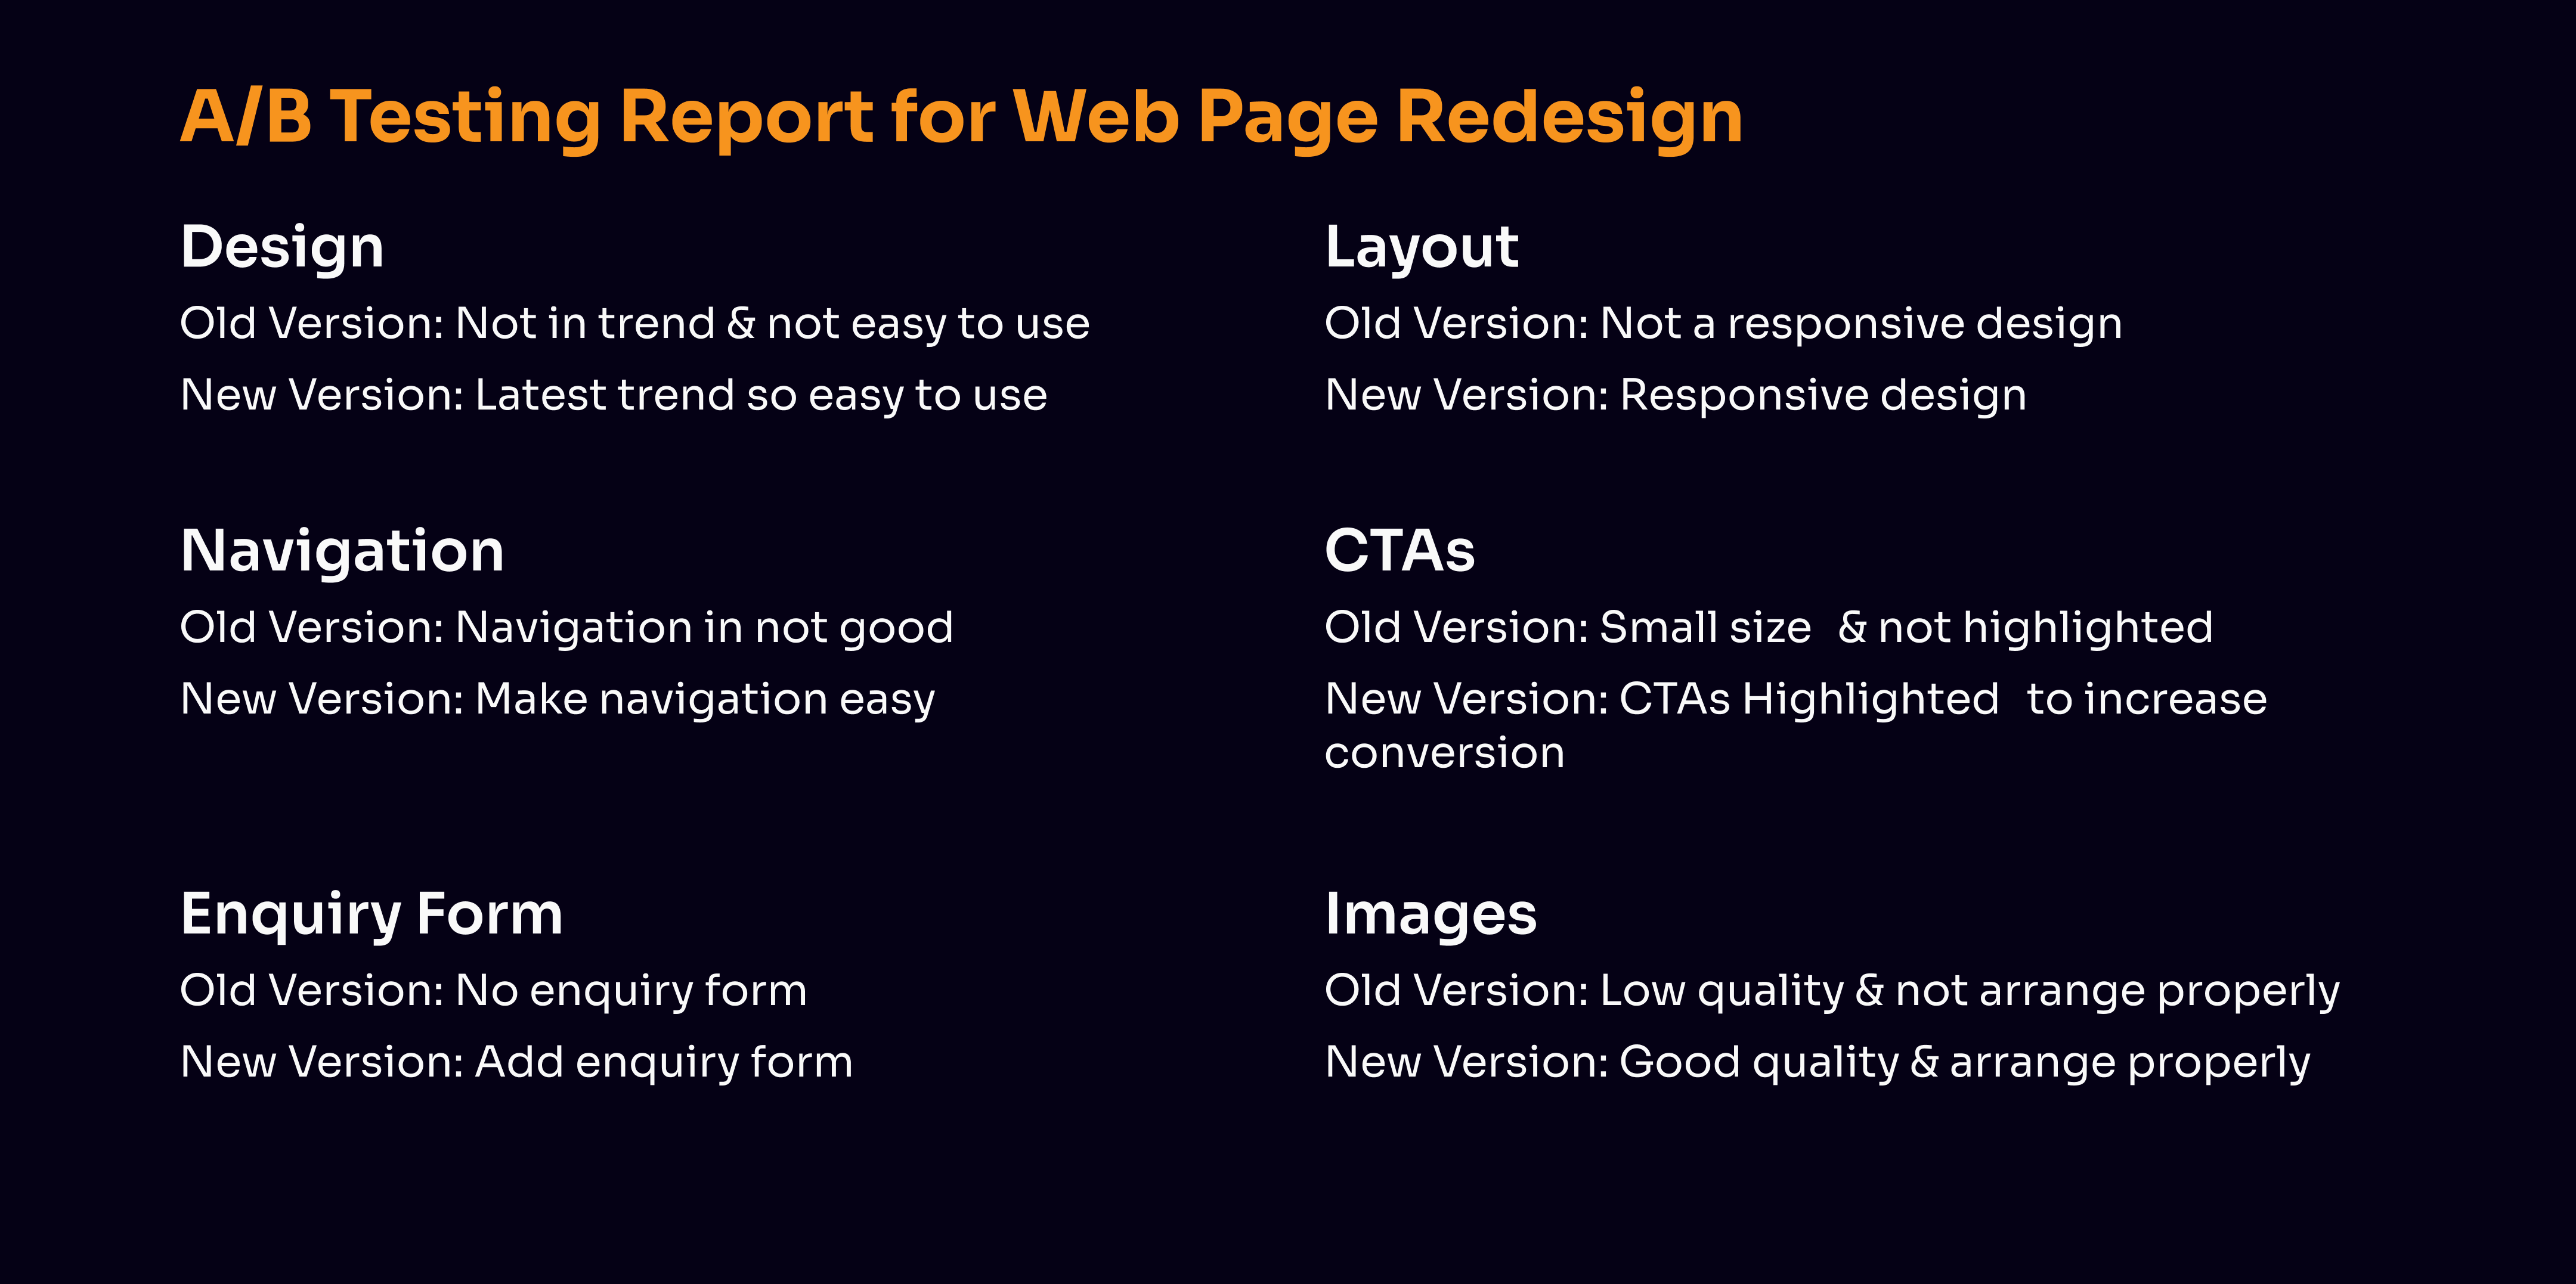 A/B Testing Report for Web Page Redesign
Design
Old Version: Not in trend & not easy to use
New Version: Latest trend so easy to use
Layout
Old Version: Not a responsive design
New Version: Responsive design
Navigation
Old Version: Navigation in not good
New Version: Make navigation easy
CTAs
Old Version: Small size & not highlighted
New Version: CTAs Highlighted to increase
conversion
Enquiry Form
Old Version: No enquiry form
New Version: Add enquiry form
Images
Old Version: Low quality & not arrange properly
New Version: Good quality & arrange properly